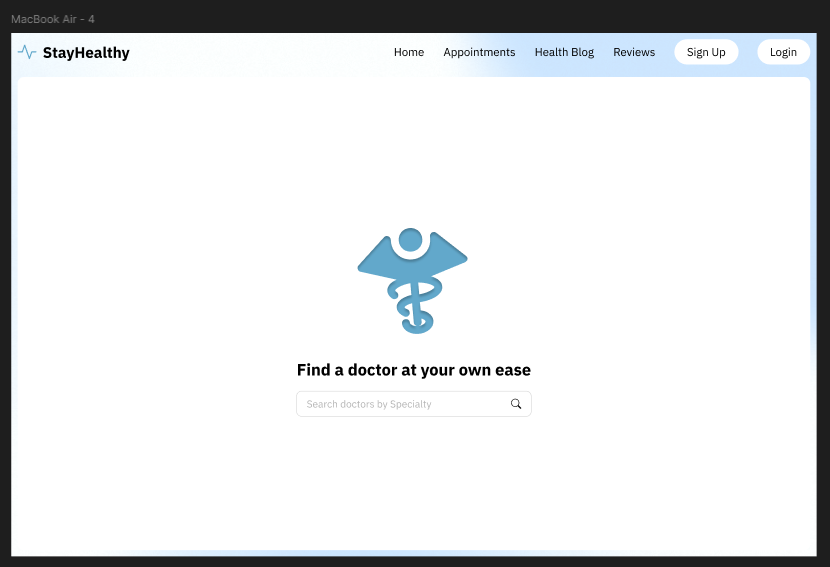 MacBook Air - 4
StayHealthy
Home
Appointments
Health Blog
Reviews
Sign Up
Login
Find a doctor at your own ease
Search doctors by Specialty